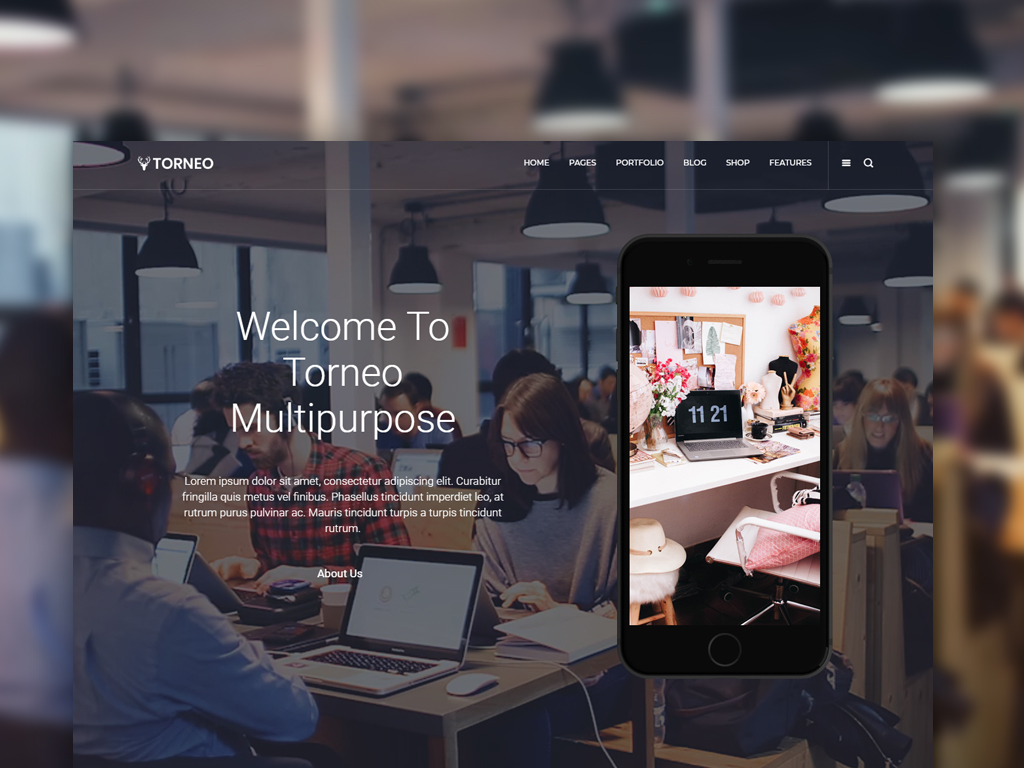 TORNEO
HOME PAGES PORTFOLIO BLOG SHOP FEATURES
Welcome To
Torneo
Multipurpose
Lorem ipsum dolor sit amet, consectetur adipiscing elit. Curabitur
fringilla quis metus vel finibus. Phasellus tincidunt imperdiet leo, at
rutrum purus pulvinar ac. Mauris tincidunt turpis a turpis tincidunt
rutrum.
About Us
11 21